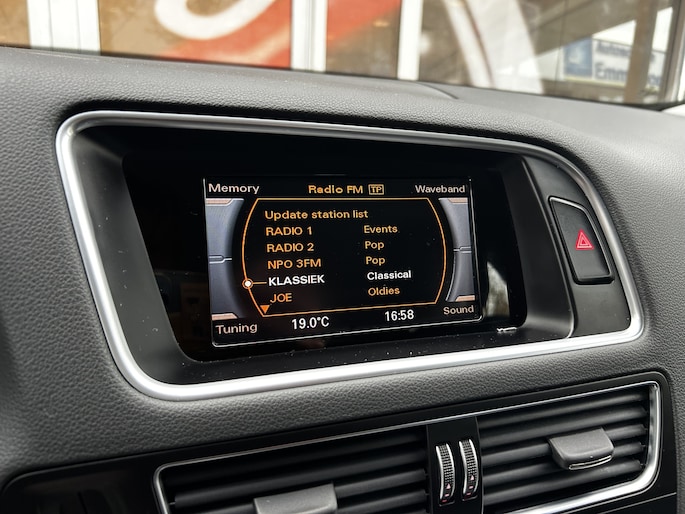 Memory Radio FM TP Waveband
Update station list
RADIO 1 Events
RADIO 2 Pop
NPO 3FM Pop
KLASSIEK Classical
JOE Oldies
Tuning 19.0°C 16:58 Sound